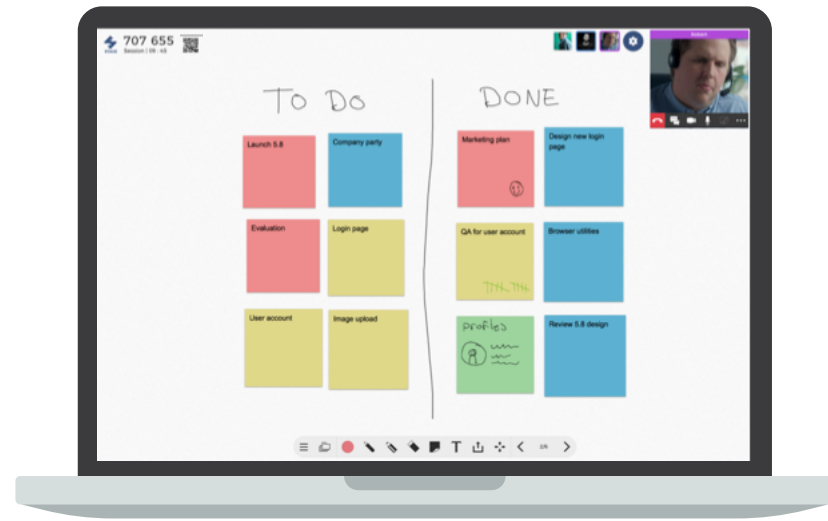 707 655
Session | 09 : 45
Robert
TO DO
DONE
Launch 5.8
Company party
Marketing plan
Design new login
page
Evaluation
Login page
QA for user account
Browser utilities
User account
Image upload
profiles
Review 5.8 design
T